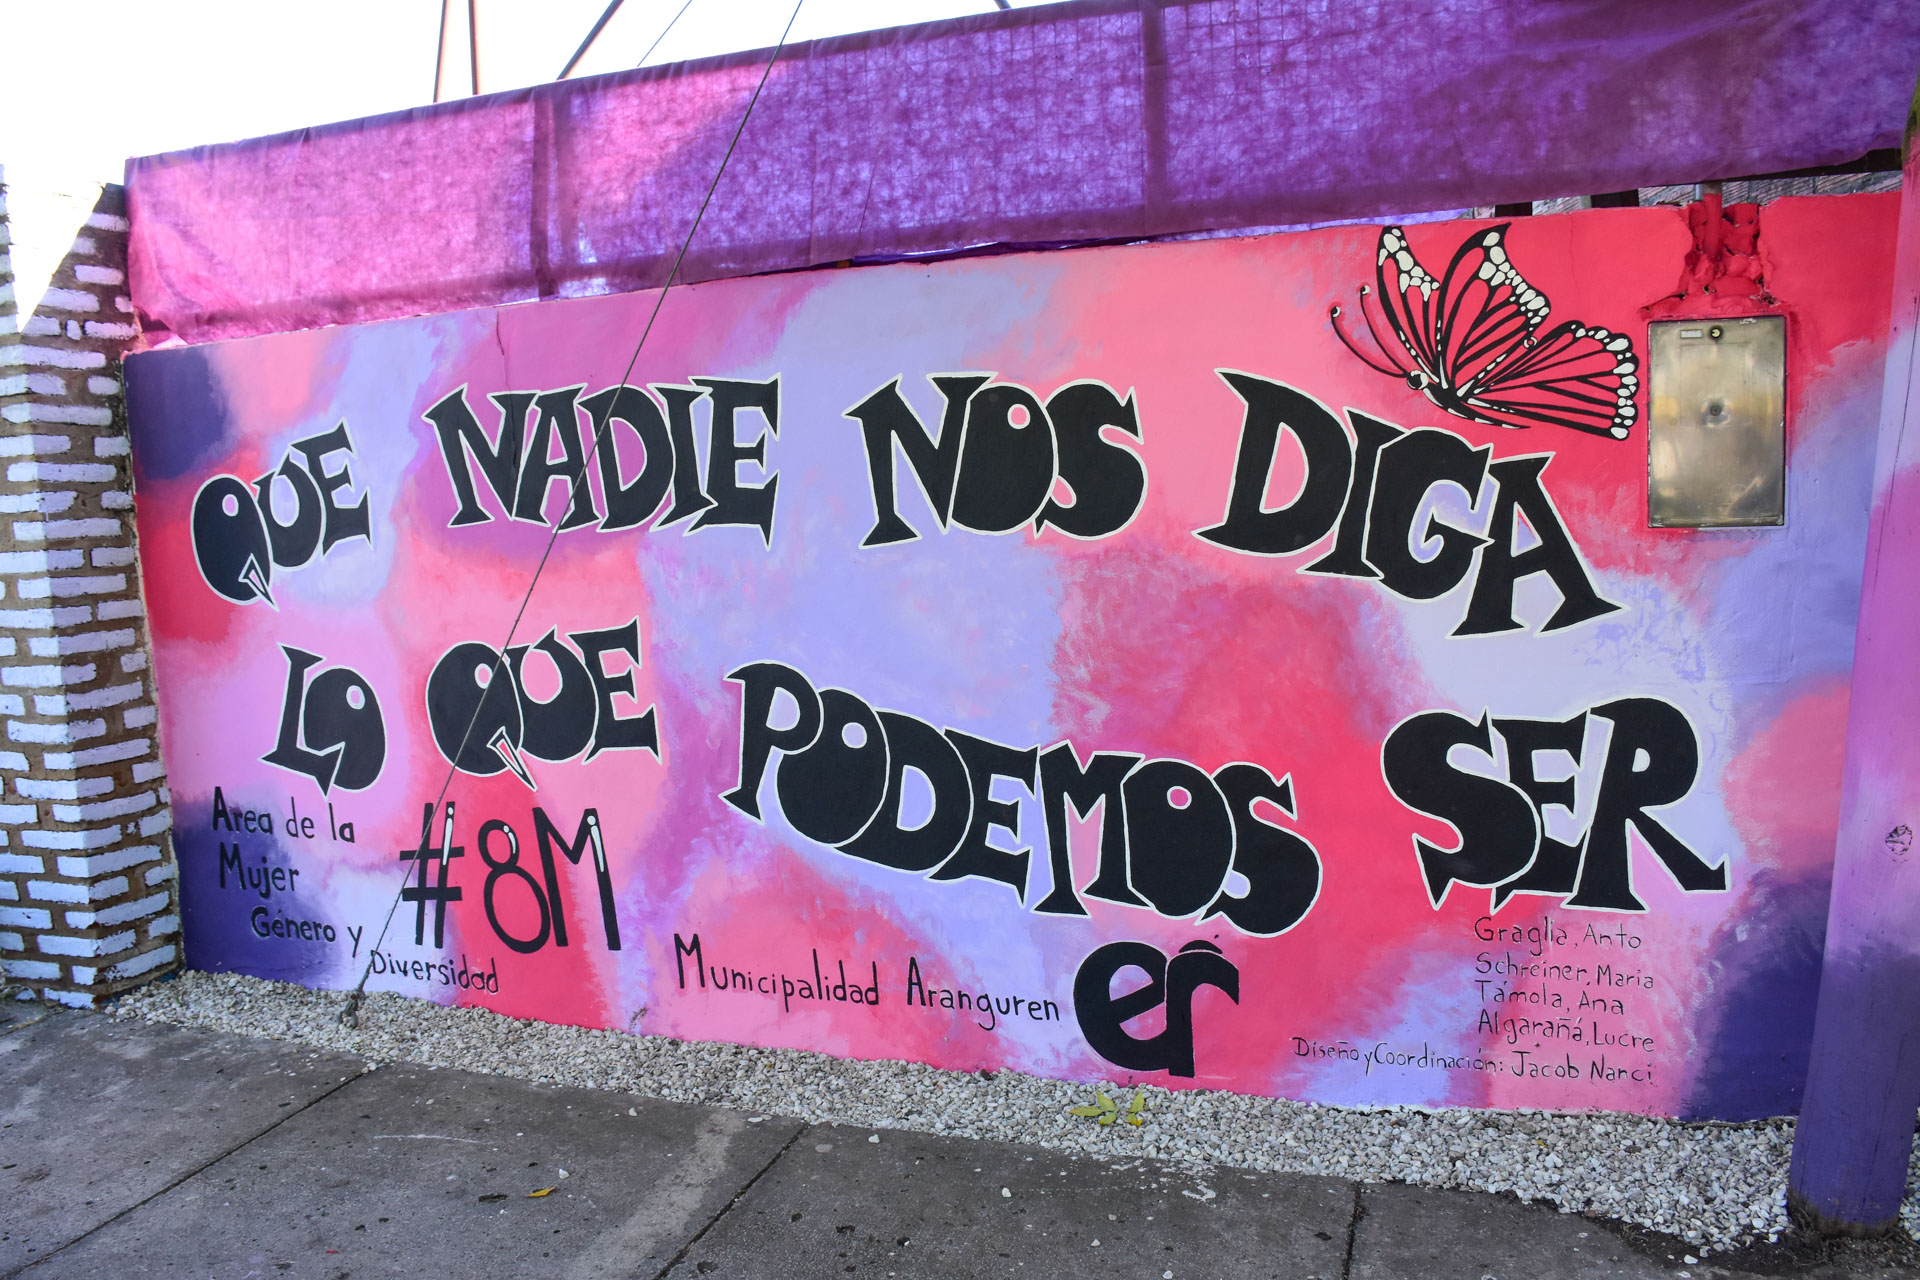 QUE NADIE NOS DIGA
LO QUE PODEMOS SER
Area de la
Mujer
Género y
Diversidad
#8M
Municipalidad Aranguren
er
Graglia, Anto
Schreiner, Maria
Támola, Ana
Algarañá, Lucre
Diseño y Coordinación: Jacob Nanci